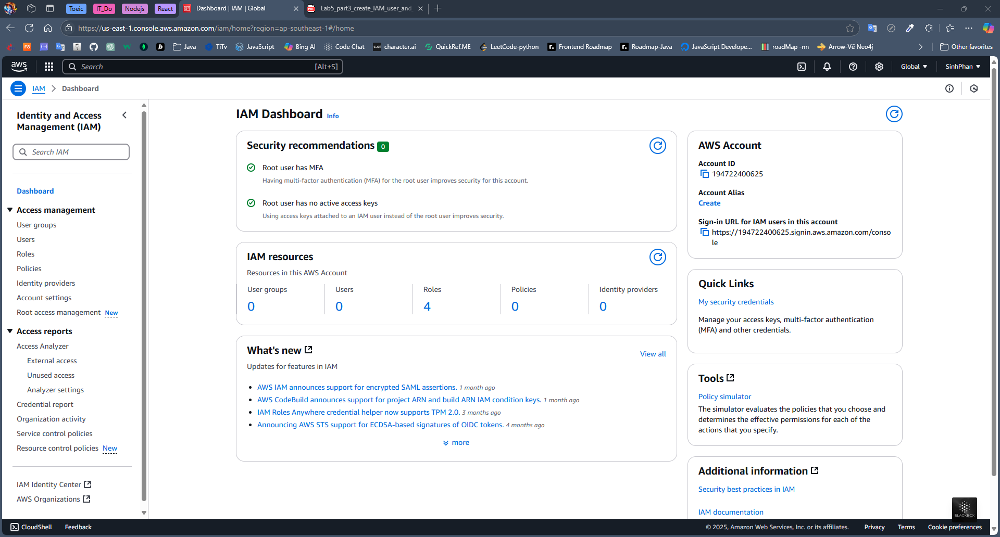 Toic
IT_Do
Nodejs
React
Dashboard | IAM | Global
Lab5_part3_create_IAM_user_and_
https://us-east-1.console.aws.amazon.com/iam/home?region=ap-southeast-1#/home
F8
Java
TiTv
JavaScript
Bing AI
Code Chat
c.ai
character.ai
QuickRef.ME
LeetCode-python
Frontend Roadmap
Roadmap-Java
JavaScript Develope...
roadMap -nn
Arrow-Vẽ Neo4j
Other favorites
aws
Search
[Alt+S]
Global
SinhPhan
IAM
Dashboard
Identity and Access
Management (IAM)
Search IAM
Dashboard
Access management
User groups
Users
Roles
Policies
Identity providers
Account settings
Root access management New
Access reports
Access Analyzer
External access
Unused access
Analyzer settings
Credential report
Organization activity
Service control policies
Resource control policies New
IAM Identity Center
AWS Organizations
IAM Dashboard Info
Security recommendations 0
Root user has MFA
Having multi-factor authentication (MFA) for the root user improves security for this account.
Root user has no active access keys
Using access keys attached to an IAM user instead of the root user improves security.
IAM resources
Resources in this AWS Account
User groups
0
Users
0
Roles
4
Policies
0
Identity providers
0
What's new
View all
Updates for features in IAM
AWS IAM announces support for encrypted SAML assertions. 1 month ago
AWS CodeBuild announces support for project ARN and build ARN IAM condition keys. 1 month ago
IAM Roles Anywhere credential helper now supports TPM 2.0. 3 months ago
Announcing AWS STS support for ECDSA-based signatures of OIDC tokens. 4 months ago
more
AWS Account
Account ID
194722400625
Account Alias
Create
Sign-in URL for IAM users in this account
https://194722400625.signin.aws.amazon.com/conso
le
Quick Links
My security credentials
Manage your access keys, multi-factor authentication
(MFA) and other credentials.
Tools
Policy simulator
The simulator evaluates the policies that you choose and
determines the effective permissions for each of the
actions that you specify.
Additional information
Security best practices in IAM
IAM documentation
BLACKBOX
CloudShell
Feedback
© 2025, Amazon Web Services, Inc. or its affiliates.
Privacy
Terms
Cookie preferences